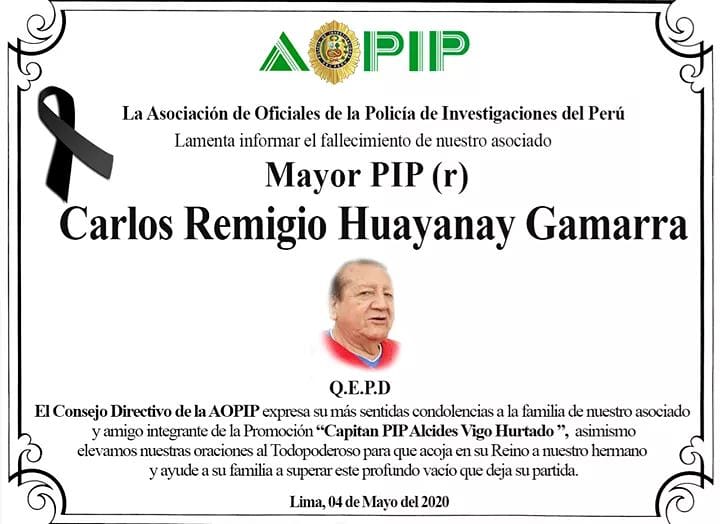 AOPIP
La Asociación de Oficiales de la Policía de Investigaciones del Perú
Lamenta informar el fallecimiento de nuestro asociado
Mayor PIP (r)
Carlos Remigio Huayanay Gamarra
Q.E.P.D
El Consejo Directivo de la AOPIP expresa su más sentidas condolencias a la familia de nuestro asociado
y amigo integrante de la Promoción “Capitan PIP Alcides Vigo Hurtado ”, asimismo
elevamos nuestras oraciones al Todopoderoso para que acoja en su Reino a nuestro hermano
y ayude a su familia a superar este profundo vacío que deja su partida.
Lima, 04 de Mayo del 2020